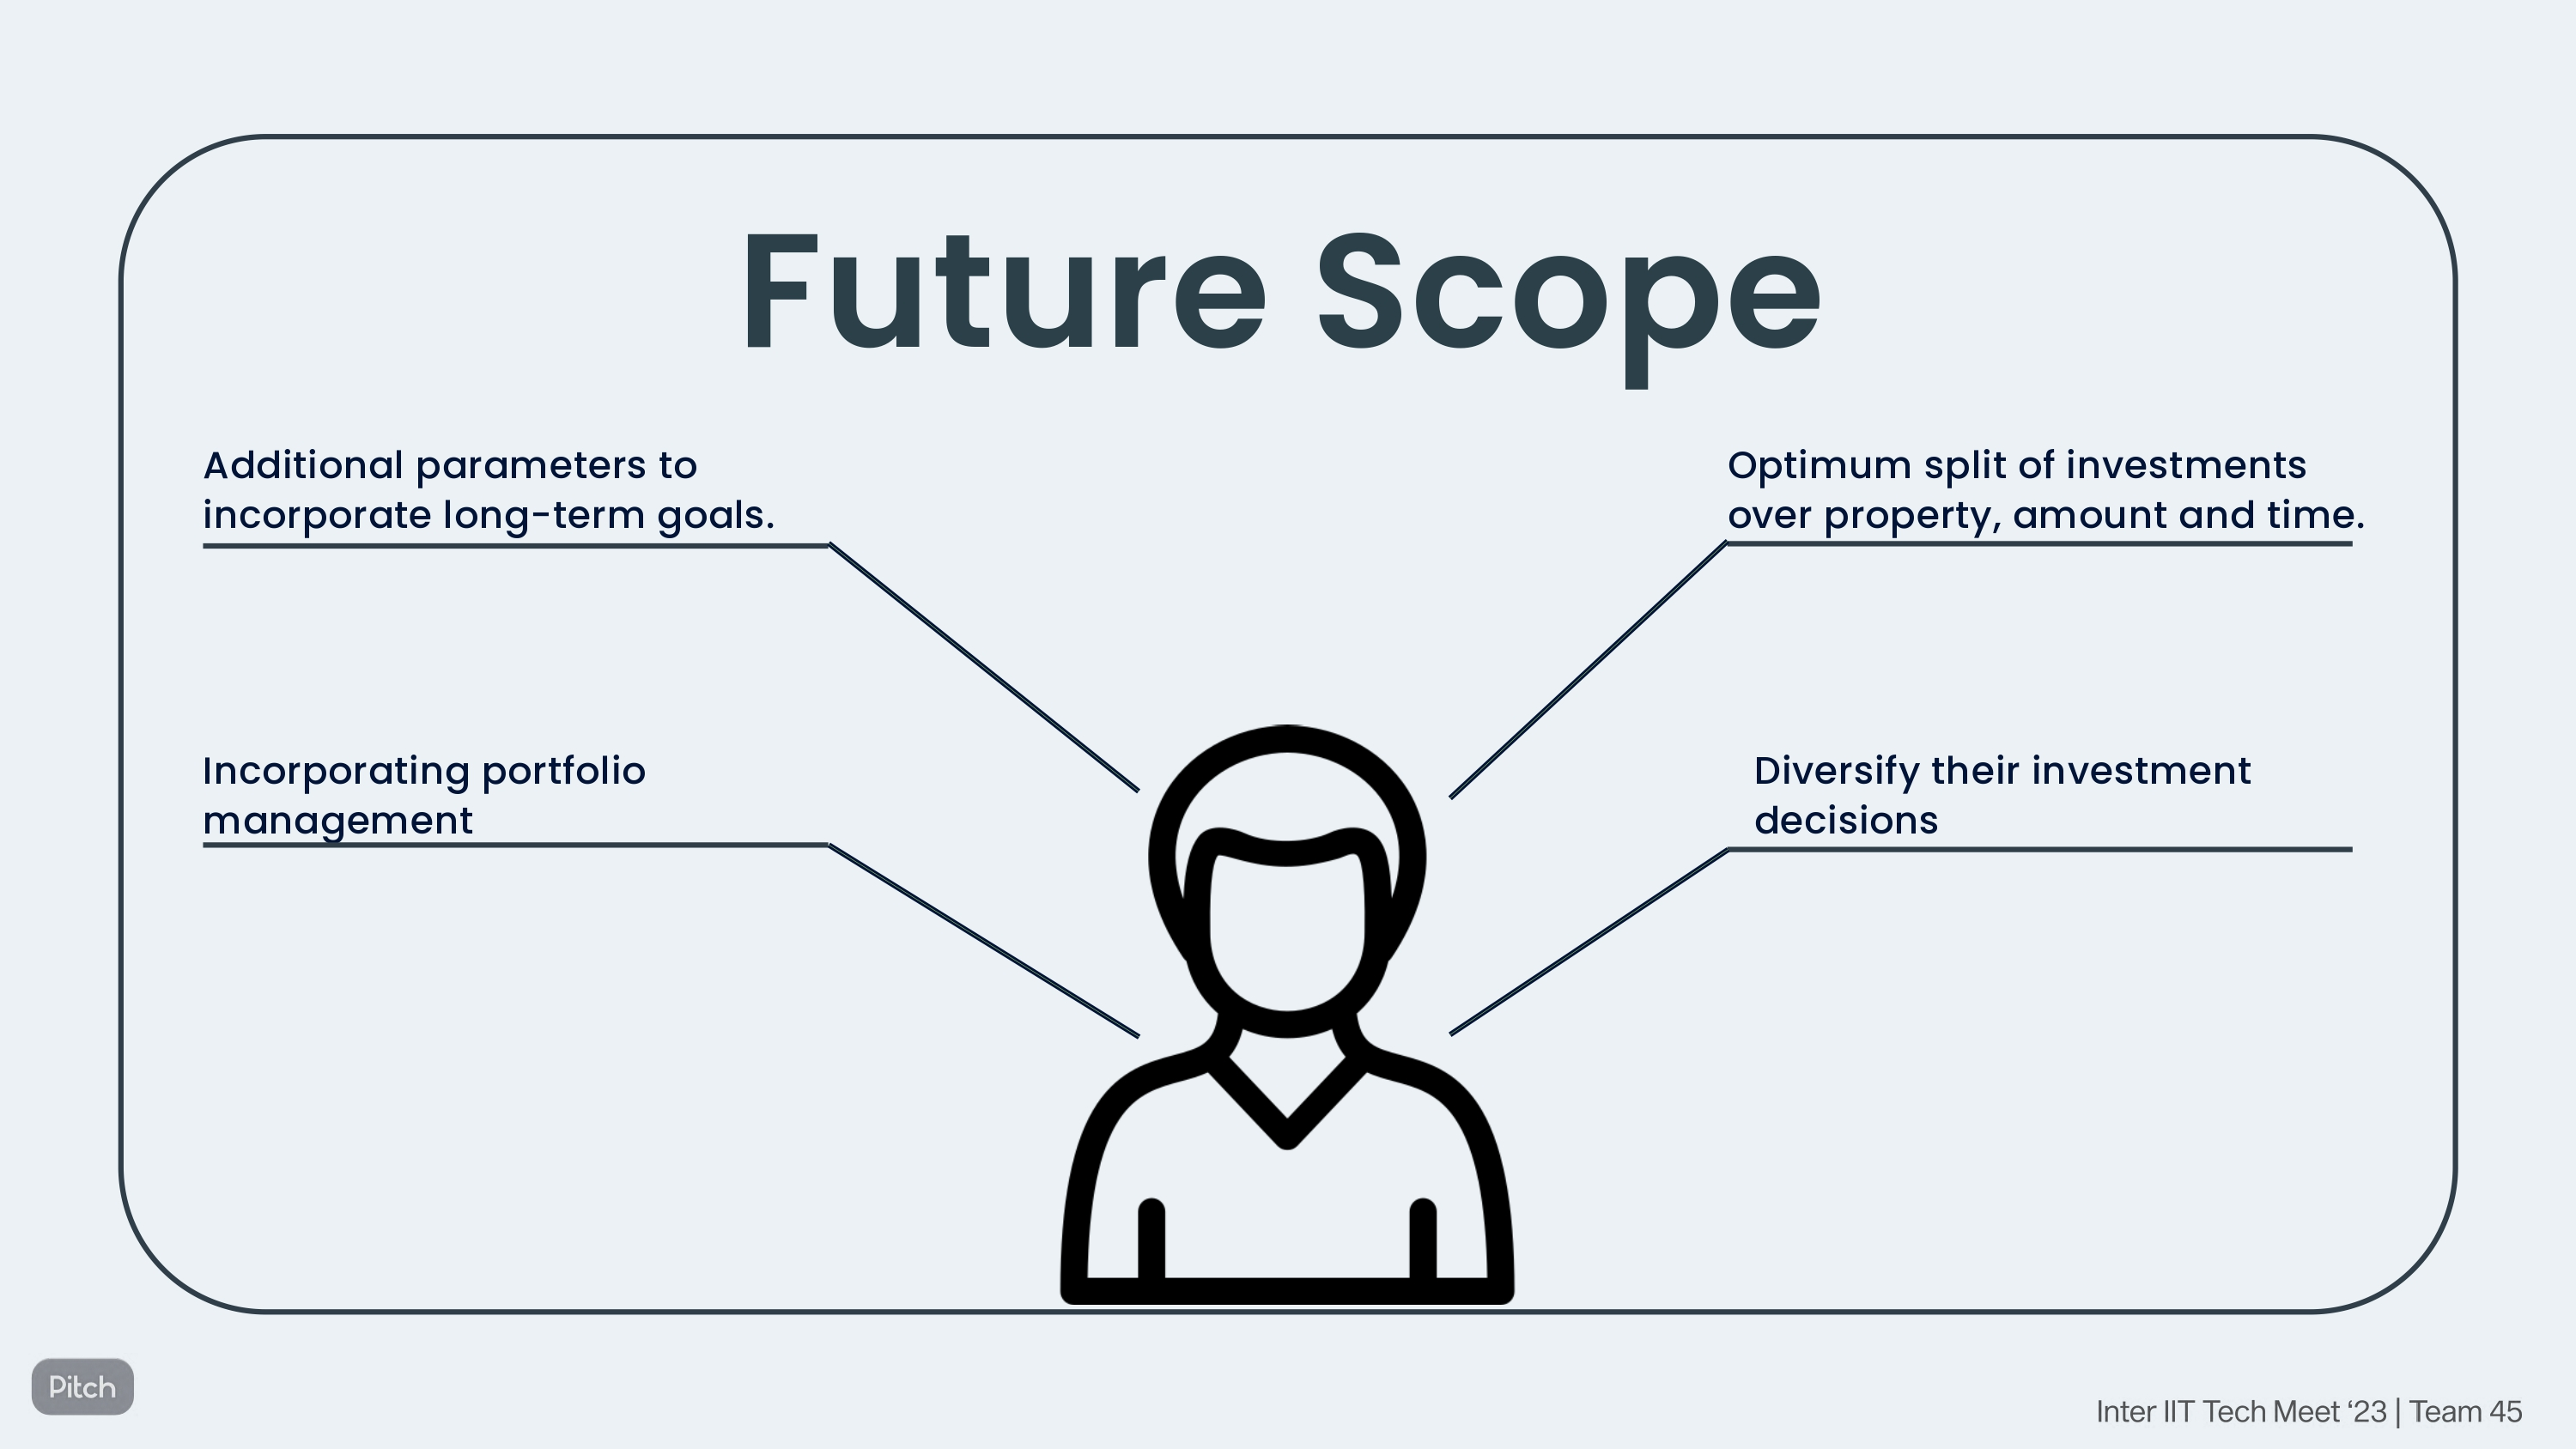 Future Scope
Additional parameters to
incorporate long-term goals.
Optimum split of investments
over property, amount and time.
Incorporating portfolio
management
Diversify their investment
decisions
Pitch
Inter IIT Tech Meet ‘23 | Team 45